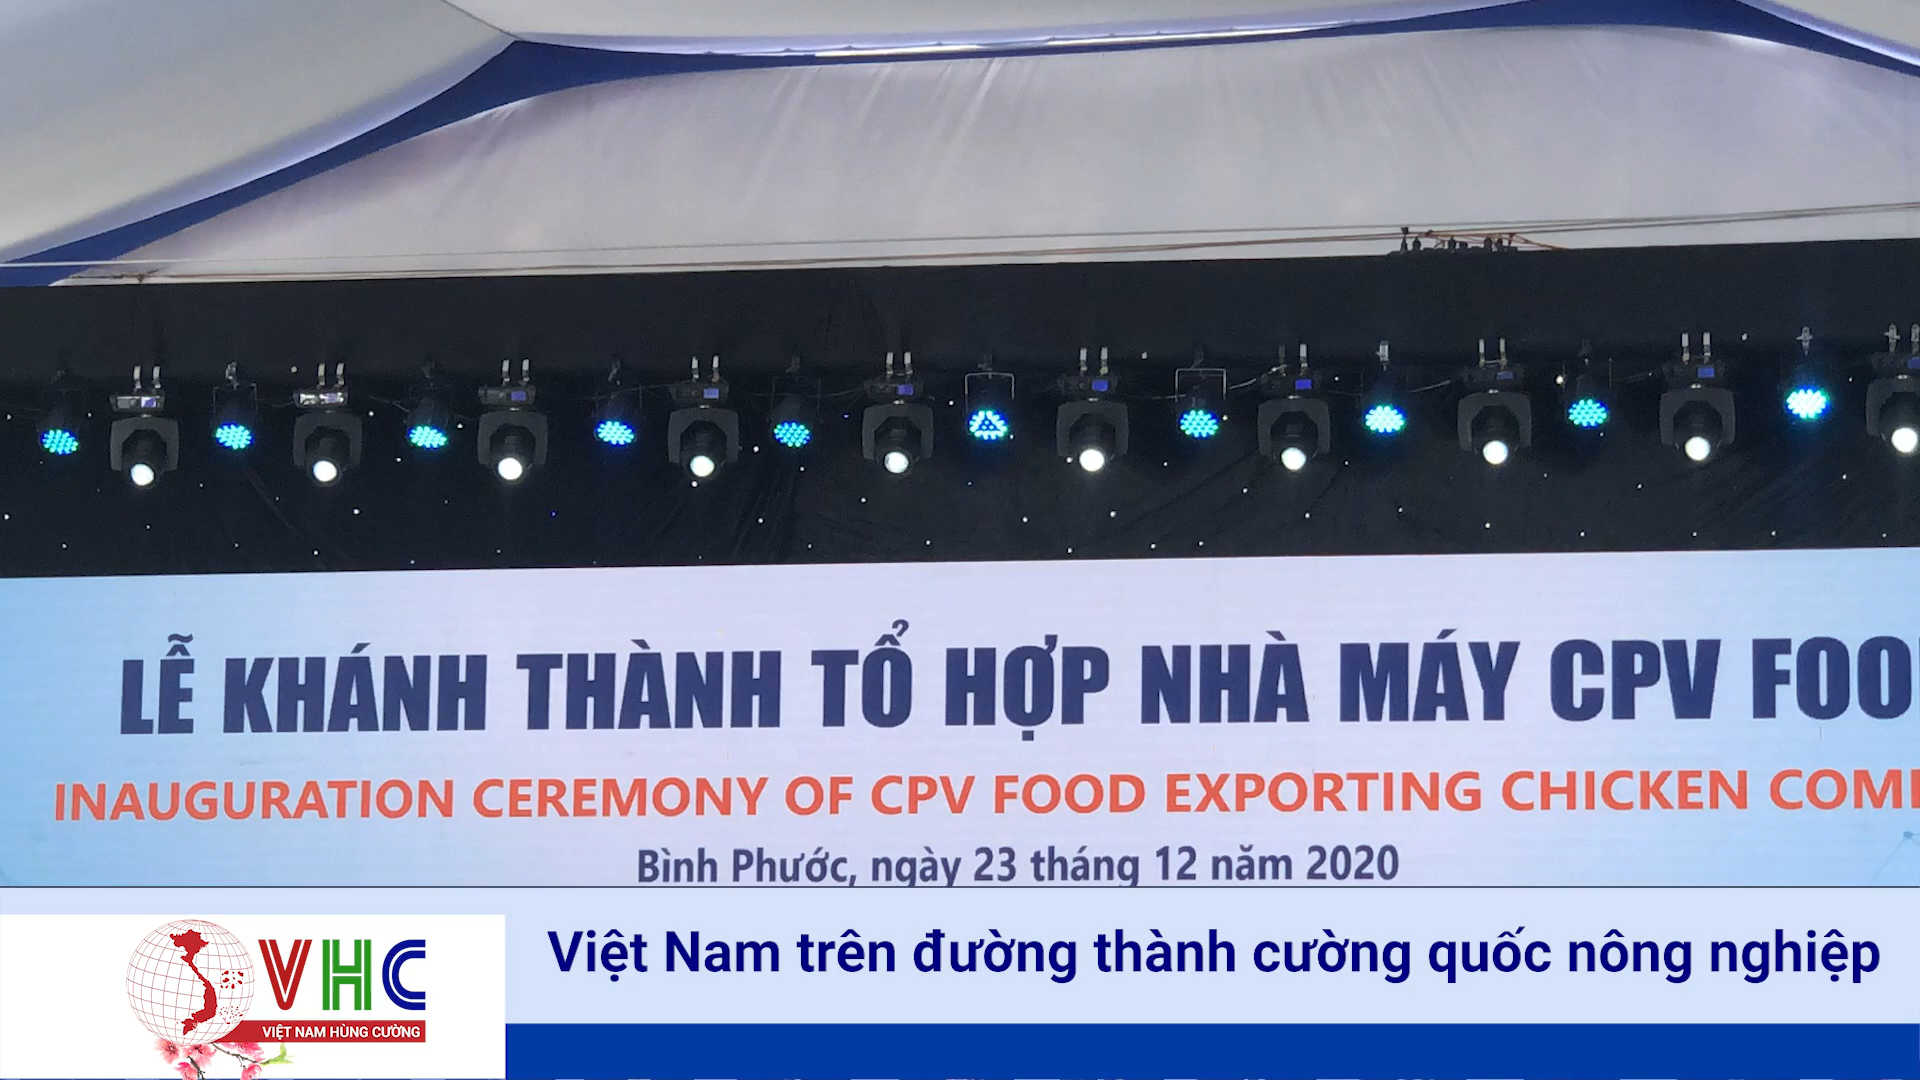 LỄ KHÁNH THÀNH TỔ HỢP NHÀ MÁY CPV
INAUGURATION CEREMONY OF CPV FOOD EXPORTING CHICKEN
Bình Phước, ngày 23 tháng 12 năm 2020
Việt Nam trên đường thành cường quốc nông nghiệp
VHC
VIỆT NAM HÙNG CƯỜNG